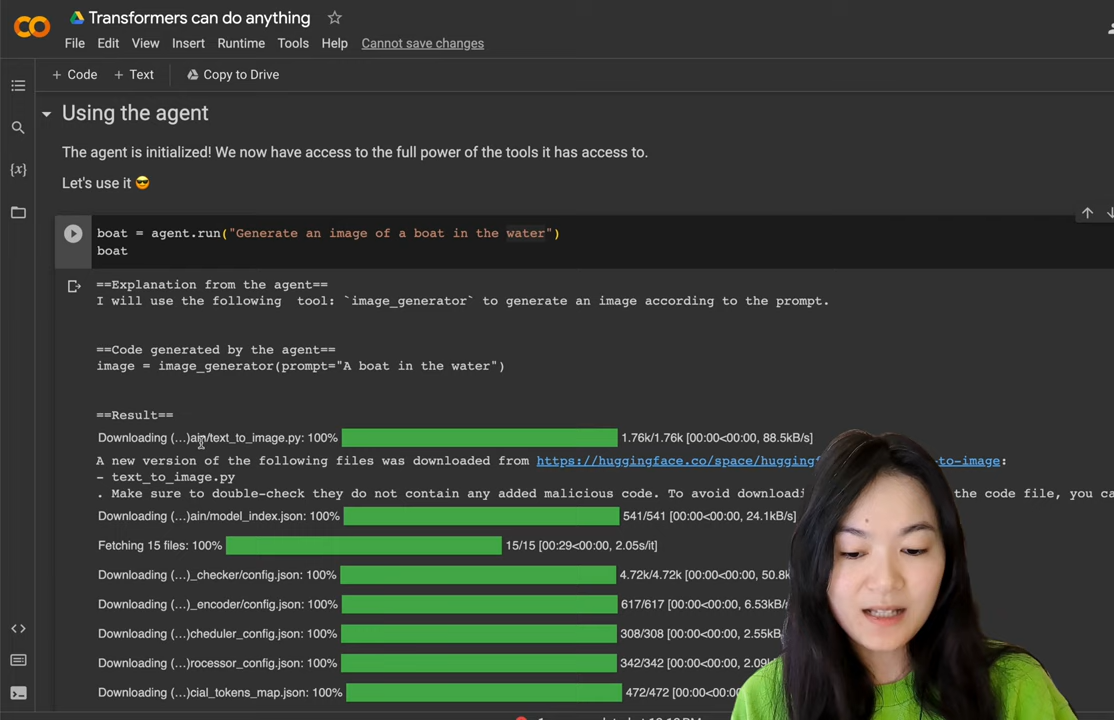 Transformers can do anything
File Edit View Insert Runtime Tools Help Cannot save changes
+ Code + Text Copy to Drive
Using the agent
The agent is initialized! We now have access to the full power of the tools it has access to.
Let's use it 😎
boat = agent.run("Generate an image of a boat in the water")
boat
==Explanation from the agent==
I will use the following tool: `image_generator` to generate an image according to the prompt.
==Code generated by the agent==
image = image_generator(prompt="A boat in the water")
==Result==
Downloading (…)ain/text_to_image.py: 100% 1.76k/1.76k [00:00<00:00, 88.5kB/s]
A new version of the following files was downloaded from https://huggingface.co/space/hugging -to-image:
- text_to_image.py
. Make sure to double-check they do not contain any added malicious code. To avoid the code file, you
Downloading (…)ain/model_index.json: 100% 541/541 [00:00<00:00, 24.1kB/s]
Fetching 15 files: 100% 15/15 [00:29<00:00, 2.05s/it]
Downloading (…)_checker/config.json: 100% 4.72k/4.72k [00:00<00:00, 50.8k
Downloading (…)_encoder/config.json: 100% 617/617 [00:00<00:00, 6.53kB/s
Downloading (…)cheduler_config.json: 100% 308/308 [00:00<00:00, 2.55kB
Downloading (…)rocessor_config.json: 100% 342/342 [00:00<00:00, 2.09k
Downloading (…)cial_tokens_map.json: 100% 472/472 [00:00<00:00,